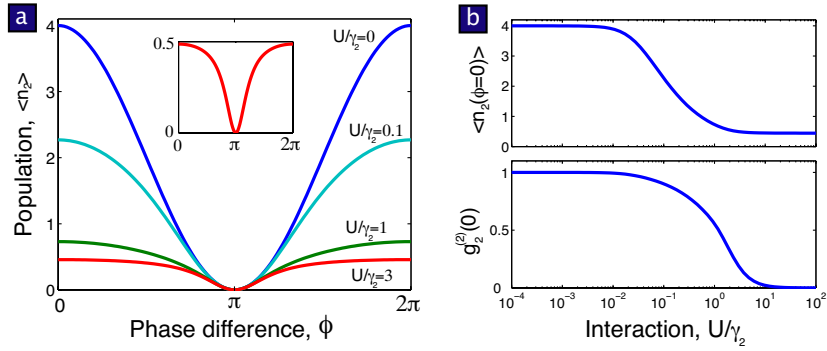 a
Population, <n₂>
4
3
2
1
0
0
π
2π
Phase difference, ϕ
U/γ₂=0
U/γ₂=0.1
U/γ₂=1
U/γ₂=3
0.5
0
0
π
2π
b
<n₂(ϕ=0)>
4
3
2
1
0
g₂⁽²⁾(0)
1
0.5
0
10⁻⁴
10⁻³
10⁻²
10⁻¹
10⁰
10¹
10²
Interaction, U/γ₂